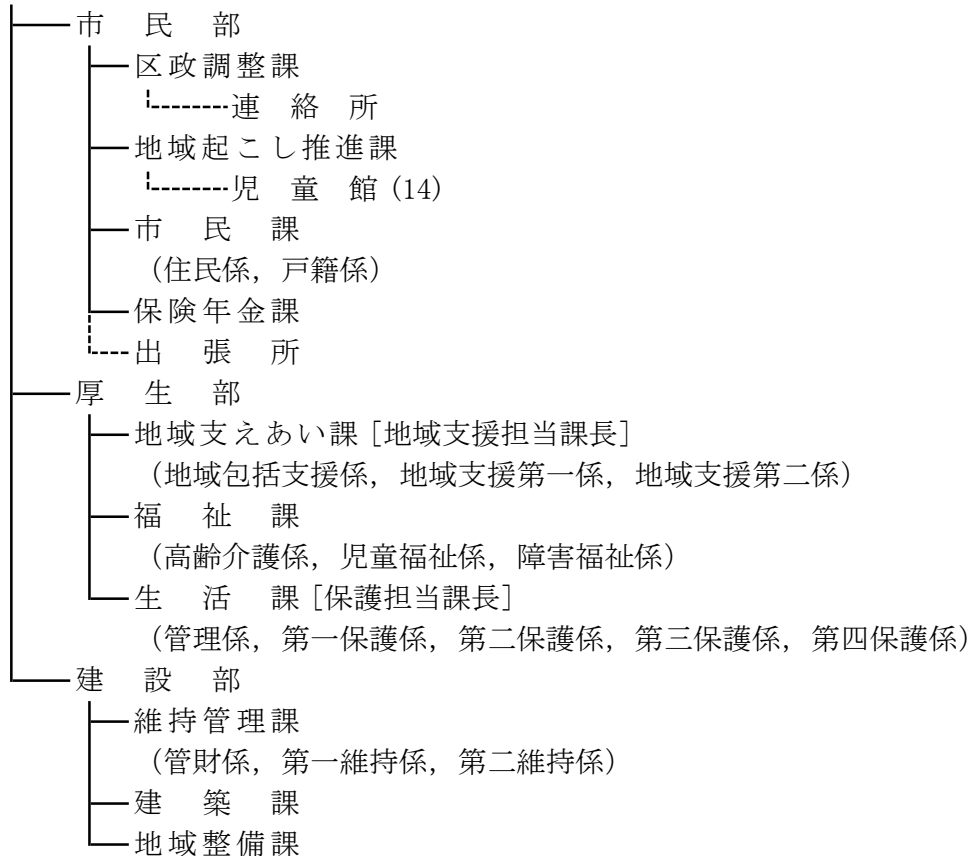 市民部
区政調整課
連絡所
地域起こし推進課
児童館(14)
市民課
(住民係，戸籍係)
保険年金課
出張所
厚生部
地域支えあい課[地域支援担当課長]
(地域包括支援係，地域支援第一係，地域支援第二係)
福祉課
(高齢介護係，児童福祉係，障害福祉係)
生活課[保護担当課長]
(管理係，第一保護係，第二保護係，第三保護係，第四保護係)
建設部
維持管理課
(管財係，第一維持係，第二維持係)
建築課
地域整備課